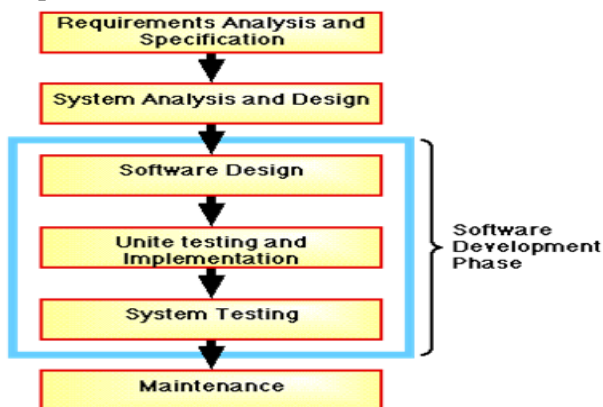 Requirements Analysis and
Specification
System Analysis and Design
Software Design
Unite testing and
Implementation
System Testing
Software
Development
Phase
Maintenance